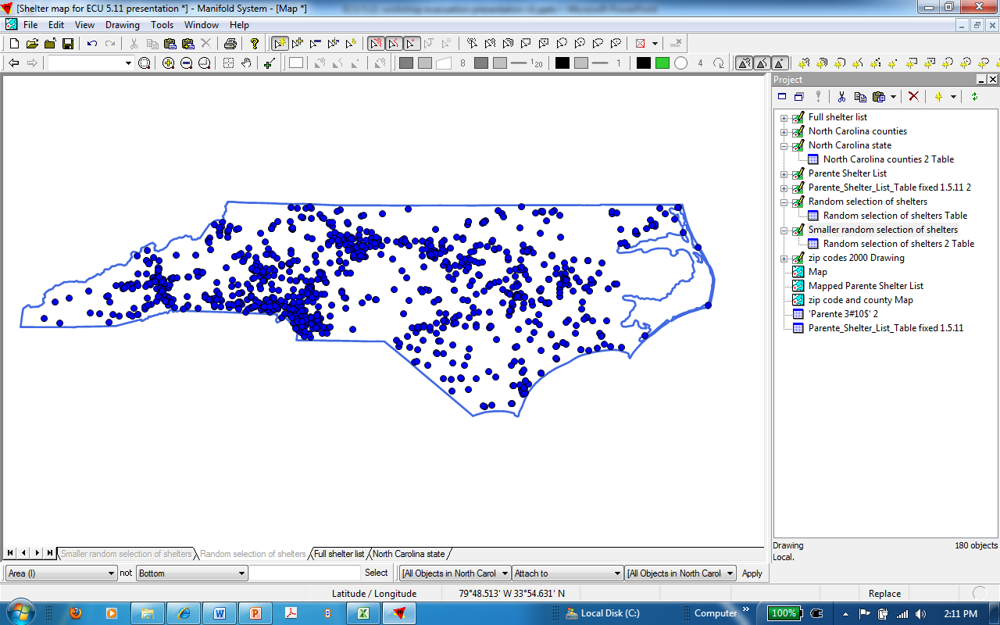 [Shelter map for ECU 5.11 presentation *] - Manifold System - [Map *]
File Edit View Drawing Tools Window Help
8 120 1 4
Project
Full shelter list
North Carolina counties
North Carolina state
North Carolina counties 2 Table
Parente Shelter List
Parente_Shelter_List_Table fixed 1.5.11 2
Random selection of shelters
Random selection of shelters Table
Smaller random selection of shelters
Random selection of shelters 2 Table
zip codes 2000 Drawing
Map
Mapped Parente Shelter List
zip code and county Map
'Parente 3#10$' 2
Parente_Shelter_List_Table fixed 1.5.11
Drawing 180 objects
Local.
Smaller random selection of shelters Random selection of shelters Full shelter list North Carolina state
Area (I) not Bottom Select [All Objects in North Carol Attach to [All Objects in North Carol Apply
Latitude / Longitude 79°48.513' W 33°54.631' N Replace
Local Disk (C:) Computer » 100% 2:11 PM